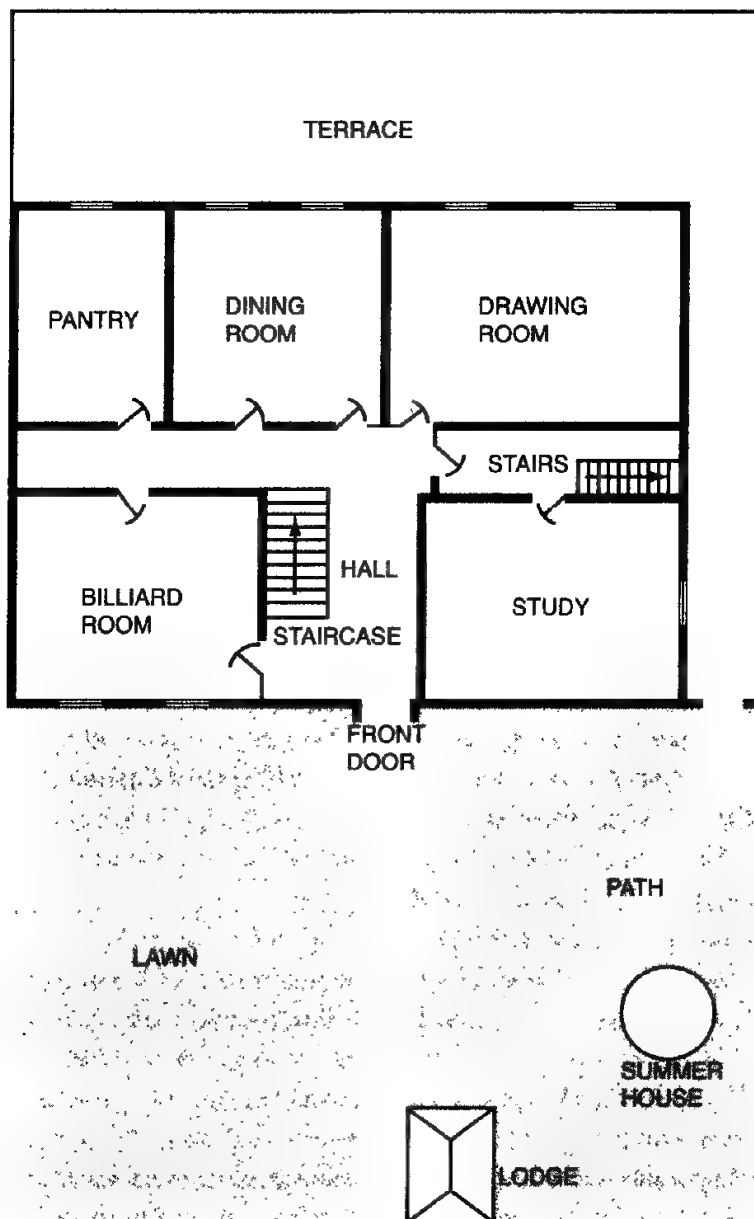 TERRACE
PANTRY
DINING
ROOM
DRAWING
ROOM
STAIRS
HALL
BILLIARD
ROOM
STUDY
STAIRCASE
FRONT
DOOR
PATH
LAWN
SUMMER
HOUSE
LODGE